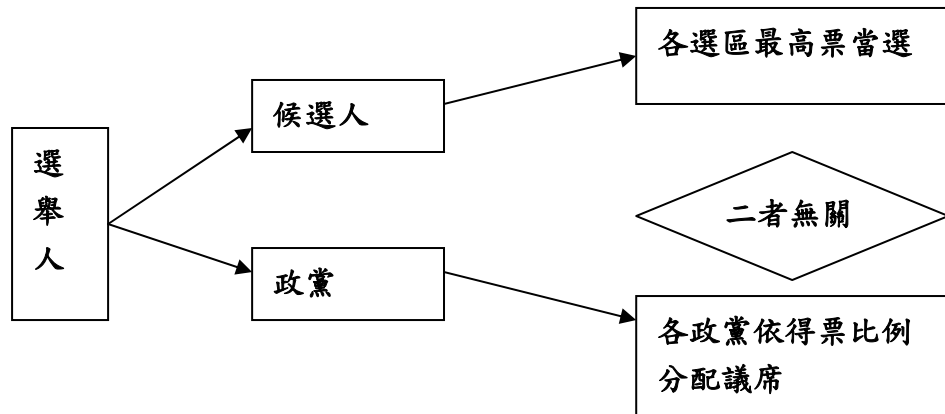 各選區最高票當選
候選人
選
舉
人
二者無關
政黨
各政黨依得票比例
分配議席